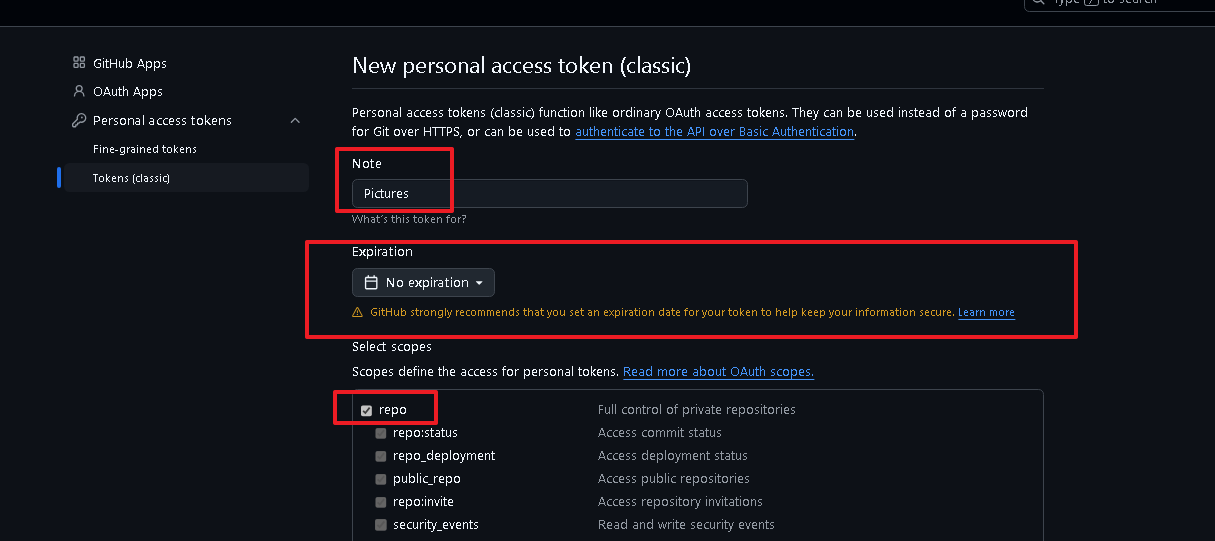 Type / to search
GitHub Apps
OAuth Apps
Personal access tokens
Fine-grained tokens
Tokens (classic)
New personal access token (classic)
Personal access tokens (classic) function like ordinary OAuth access tokens. They can be used instead of a password
for Git over HTTPS, or can be used to authenticate to the API over Basic Authentication.
Note
Pictures
What's this token for?
Expiration
No expiration
GitHub strongly recommends that you set an expiration date for your token to help keep your information secure. Learn more
Select scopes
Scopes define the access for personal tokens. Read more about OAuth scopes.
repo Full control of private repositories
repo:status Access commit status
repo_deployment Access deployment status
public_repo Access public repositories
repo:invite Access repository invitations
security_events Read and write security events